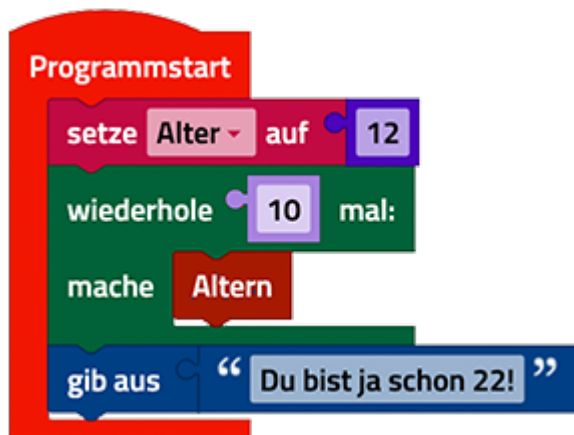 Programmstart
setze Alter auf 12
wiederhole 10 mal:
mache Altern
gib aus “ Du bist ja schon 22! ”